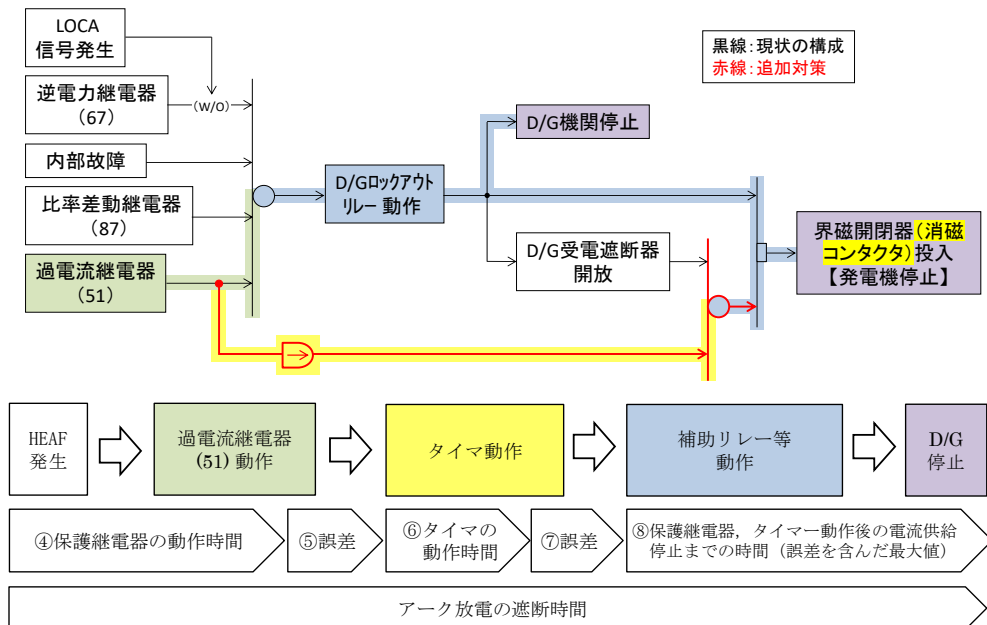 LOCA
信号発生
黒線：現状の構成
赤線：追加対策
逆電力継電器
（67）
（W/O）
D/G機関停止
内部故障
D/Gロックアウト
リレー 動作
比率差動継電器
（87）
界磁開閉器（消磁
コンタクタ）投入
【発電機停止】
D/G受電遮断器
開放
過電流継電器
（51）
HEAF
発生
過電流継電器
(51) 動作
タイマ動作
補助リレー等
動作
D/G
停止
④保護継電器の動作時間
⑤誤差
⑥タイマの
動作時間
⑦誤差
⑧保護継電器，タイマー動作後の電流供給
停止までの時間（誤差を含んだ最大値）
アーク放電の遮断時間